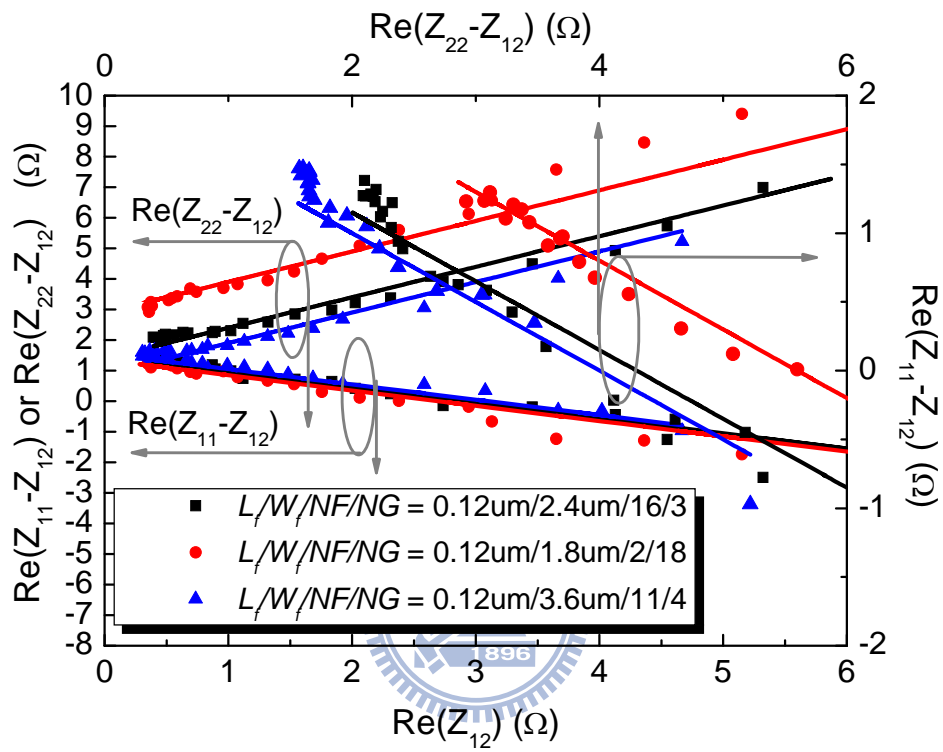 Re(Z22-Z12) (Ω)
0 2 4 6
10
9
8
7
6
5
4
3
2
1
0
-1
-2
-3
-4
-5
-6
-7
-8
Re(Z11-Z12) or Re(Z22-Z12) (Ω)
2
1
0
-1
-2
Re(Z11-Z12) (Ω)
Re(Z22-Z12)
Re(Z11-Z12)
Lf/Wf/NF/NG = 0.12um/2.4um/16/3
Lf/Wf/NF/NG = 0.12um/1.8um/2/18
Lf/Wf/NF/NG = 0.12um/3.6um/11/4
1896
0 1 2 3 4 5 6
Re(Z12) (Ω)